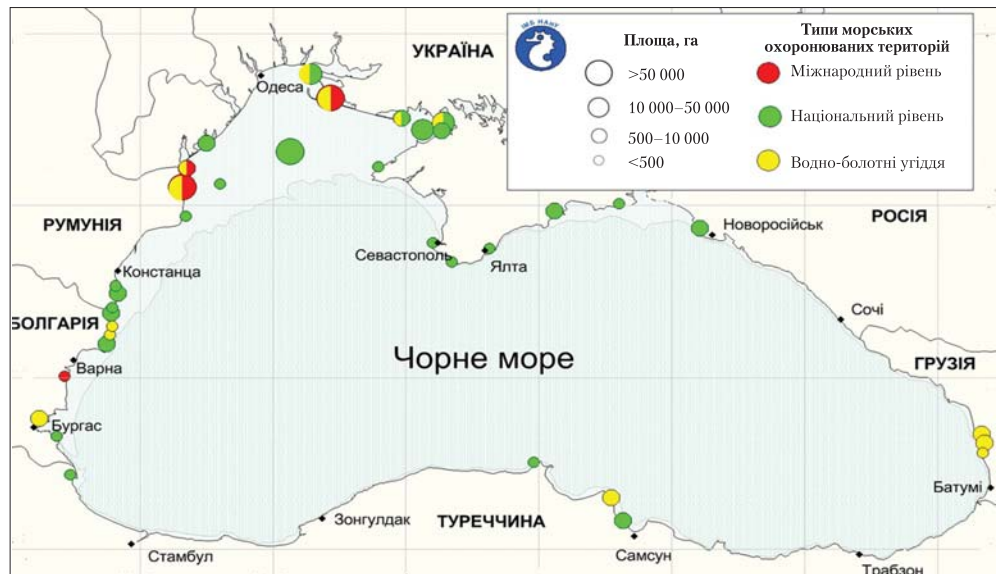 ІМБ НАНУ
Площа, га
>50 000
10 000–50 000
500–10 000
<500
Типи морських
охоронюваних територій
Міжнародний рівень
Національний рівень
Водно-болотні угіддя
УКРАЇНА
Одеса
РУМУНІЯ
РОСІЯ
Новоросійськ
Севастополь
Ялта
Констанца
Сочі
БОЛГАРІЯ
Варна
Чорне море
ГРУЗІЯ
Бургас
Батумі
Зонгулдак
ТУРЕЧЧИНА
Стамбул
Самсун
Трабзон